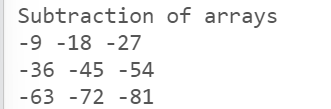 Subtraction of arrays
-9 -18 -27
-36 -45 -54
-63 -72 -81